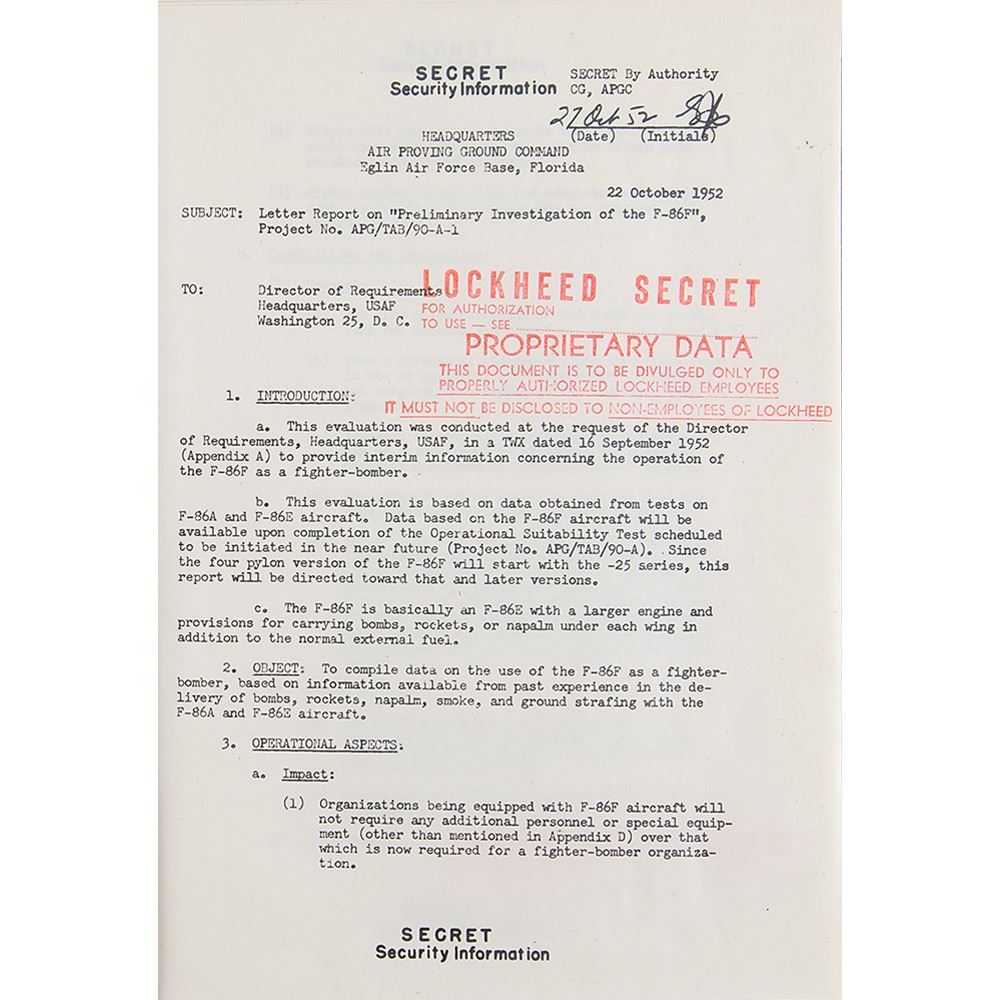 SECRET
Security Information
SECRET By Authority
CG, APGC
27 Oct 52
(Date) (Initials)
HEADQUARTERS
AIR PROVING GROUND COMMAND
Eglin Air Force Base, Florida
22 October 1952
SUBJECT: Letter Report on "Preliminary Investigation of the F-86F",
Project No. APG/TAB/90-A-1
TO: Director of Requirements
Headquarters, USAF
Washington 25, D. C.
LOCKHEED SECRET
FOR AUTHORIZATION
TO USE — SEE
PROPRIETARY DATA
THIS DOCUMENT IS TO BE DIVULGED ONLY TO
PROPERLY AUTHORIZED LOCKHEED EMPLOYEES
IT MUST NOT BE DISCLOSED TO NON-EMPLOYEES OF LOCKHEED
1. INTRODUCTION:
a. This evaluation was conducted at the request of the Director
of Requirements, Headquarters, USAF, in a TWX dated 16 September 1952
(Appendix A) to provide interim information concerning the operation of
the F-86F as a fighter-bomber.
b. This evaluation is based on data obtained from tests on
F-86A and F-86E aircraft. Data based on the F-86F aircraft will be
available upon completion of the Operational Suitability Test scheduled
to be initiated in the near future (Project No. APG/TAB/90-A). Since
the four pylon version of the F-86F will start with the -25 series, this
report will be directed toward that and later versions.
c. The F-86F is basically an F-86E with a larger engine and
provisions for carrying bombs, rockets, or napalm under each wing in
addition to the normal external fuel.
2. OBJECT: To compile data on the use of the F-86F as a fighter-
bomber, based on information available from past experience in the de-
livery of bombs, rockets, napalm, smoke, and ground strafing with the
F-86A and F-86E aircraft.
3. OPERATIONAL ASPECTS:
a. Impact:
(1) Organizations being equipped with F-86F aircraft will
not require any additional personnel or special equip-
ment (other than mentioned in Appendix D) over that
which is now required for a fighter-bomber organiza-
tion.
SECRET
Security Information